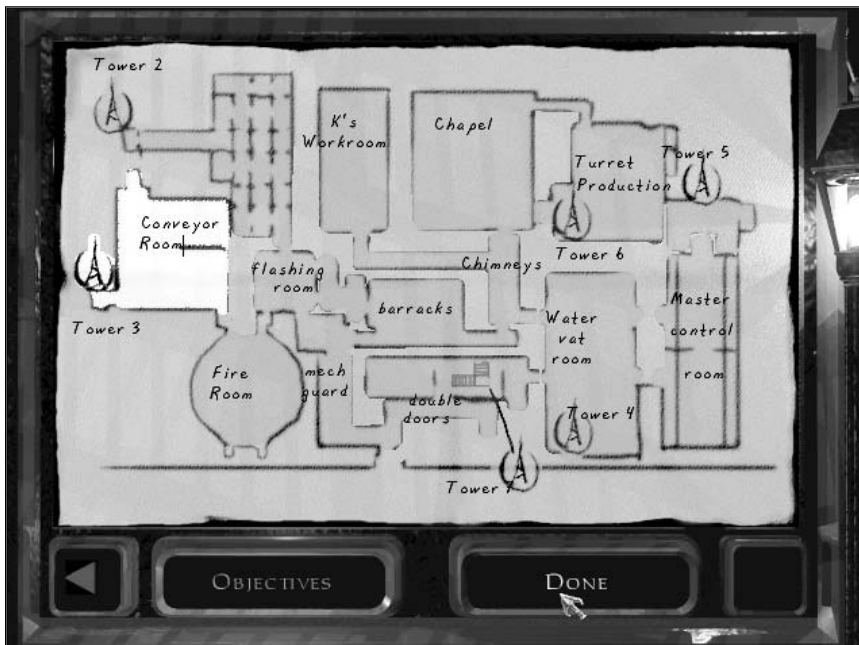 Tower 2
K's
Workroom
Chapel
Turret
Production
Tower 5
Conveyor
Room
Tower 6
flashing
room
Chimneys
barracks
Master
control
room
Water
vat
room
Tower 3
Fire
Room
mech
guard
double
doors
Tower 4
Tower 7
OBJECTIVES
DONE